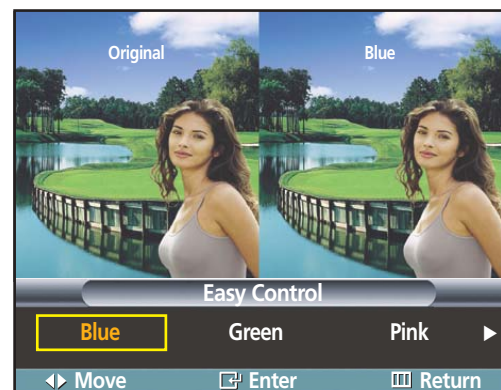 Original Blue
Easy Control
Blue Green Pink
Move Enter Return